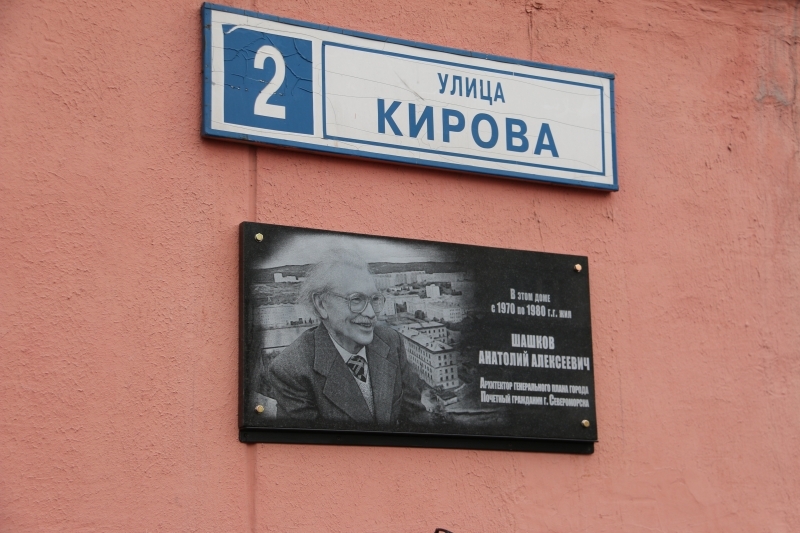 2
УЛИЦА
КИРОВА
В этом доме
с 1970 по 1980 г.г. жил
ШАШКОВ
АНАТОЛИЙ АЛЕКСЕЕВИЧ
Архитектор генерального плана города
Почетный гражданин г. Североморска